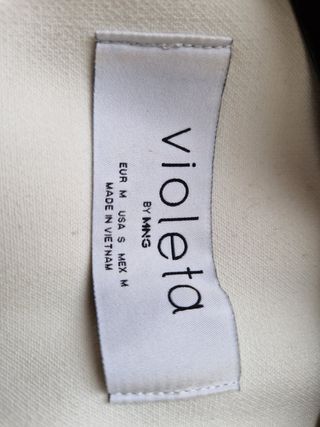 violeta
BY MNG
EUR M USA S MEX M
MADE IN VIETNAM